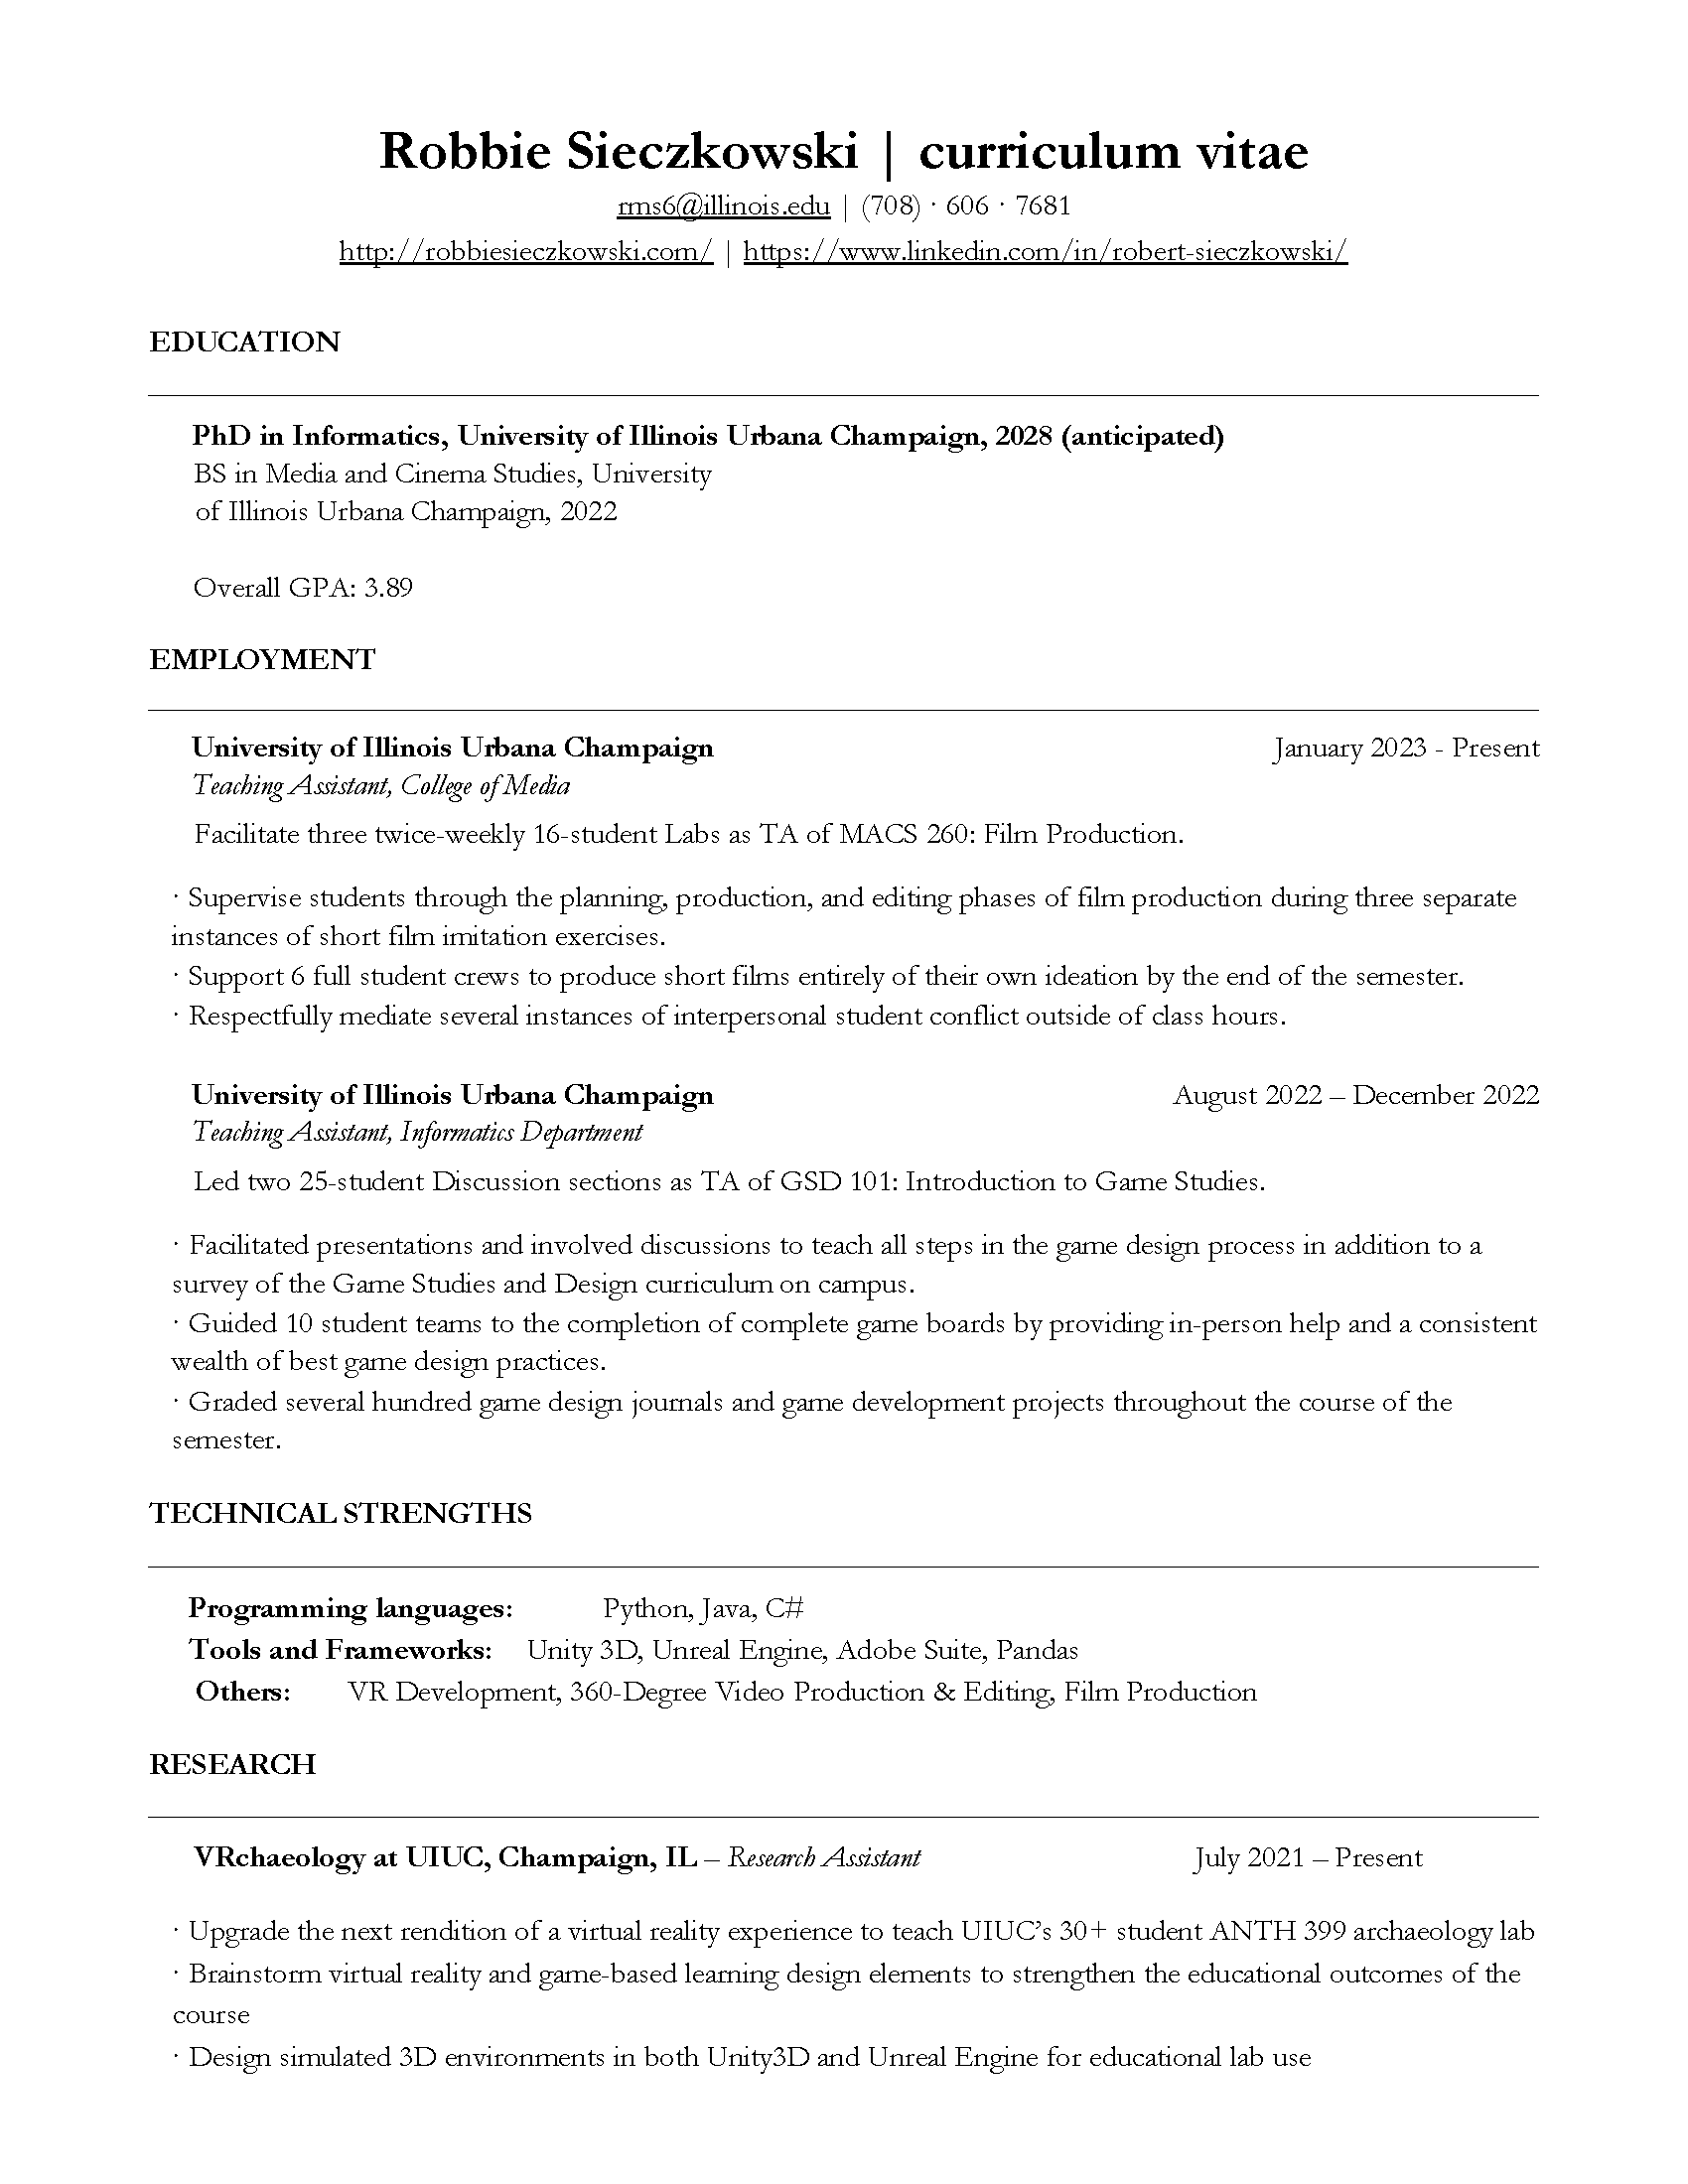 Robbie Sieczkowski | curriculum vitae
rms6@illinois.edu | (708) · 606 · 7681
http://robbiesieczkowski.com/ | https://www.linkedin.com/in/robert-sieczkowski/
EDUCATION
PhD in Informatics, University of Illinois Urbana Champaign, 2028 (anticipated)
BS in Media and Cinema Studies, University
of Illinois Urbana Champaign, 2022
Overall GPA: 3.89
EMPLOYMENT
University of Illinois Urbana Champaign January 2023 - Present
Teaching Assistant, College of Media
Facilitate three twice-weekly 16-student Labs as TA of MACS 260: Film Production.
· Supervise students through the planning, production, and editing phases of film production during three separate
instances of short film imitation exercises.
· Support 6 full student crews to produce short films entirely of their own ideation by the end of the semester.
· Respectfully mediate several instances of interpersonal student conflict outside of class hours.
University of Illinois Urbana Champaign August 2022 – December 2022
Teaching Assistant, Informatics Department
Led two 25-student Discussion sections as TA of GSD 101: Introduction to Game Studies.
· Facilitated presentations and involved discussions to teach all steps in the game design process in addition to a
survey of the Game Studies and Design curriculum on campus.
· Guided 10 student teams to the completion of complete game boards by providing in-person help and a consistent
wealth of best game design practices.
· Graded several hundred game design journals and game development projects throughout the course of the
semester.
TECHNICAL STRENGTHS
Programming languages: Python, Java, C#
Tools and Frameworks: Unity 3D, Unreal Engine, Adobe Suite, Pandas
Others: VR Development, 360-Degree Video Production & Editing, Film Production
RESEARCH
VRchaeology at UIUC, Champaign, IL – Research Assistant July 2021 – Present
· Upgrade the next rendition of a virtual reality experience to teach UIUC’s 30+ student ANTH 399 archaeology lab
· Brainstorm virtual reality and game-based learning design elements to strengthen the educational outcomes of the
course
· Design simulated 3D environments in both Unity3D and Unreal Engine for educational lab use